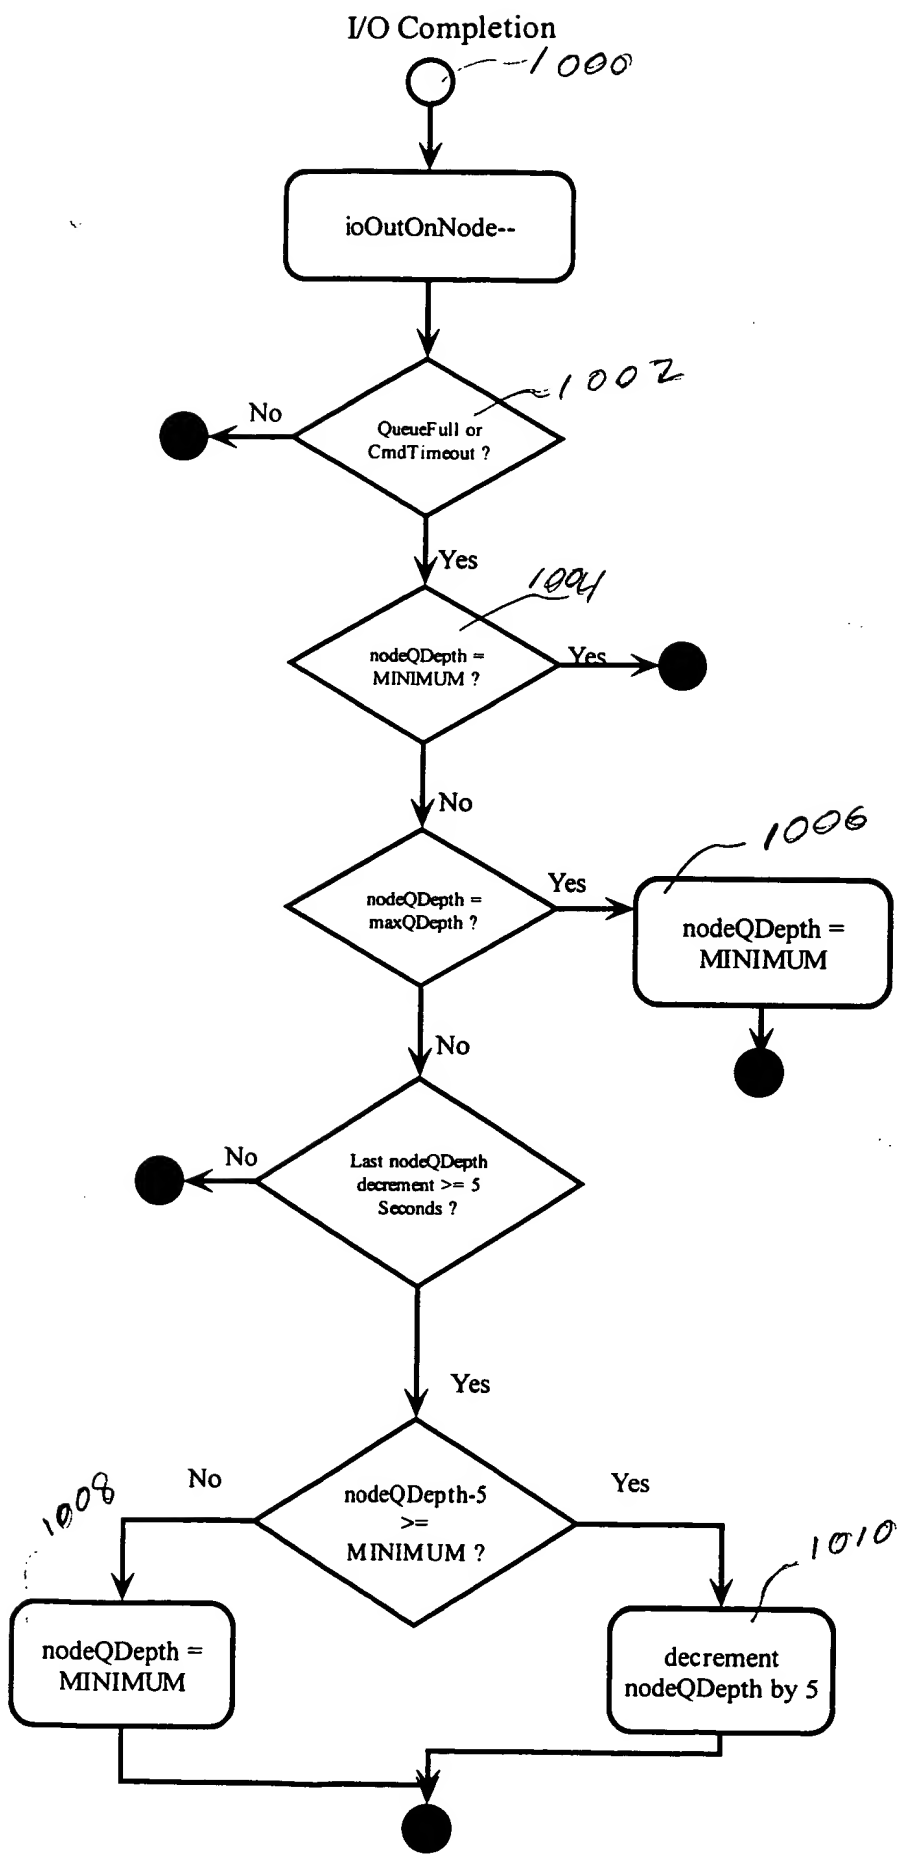 I/O Completion
1000
ioOutOnNode--
1002
No
QueueFull or
CmdTimeout ?
Yes
1004
nodeQDepth =
MINIMUM ?
Yes
No
1006
nodeQDepth =
maxQDepth ?
Yes
nodeQDepth =
MINIMUM
No
No
Last nodeQDepth
decrement >= 5
Seconds ?
Yes
1008
No
nodeQDepth-5
>=
MINIMUM ?
Yes
1010
nodeQDepth =
MINIMUM
decrement
nodeQDepth by 5